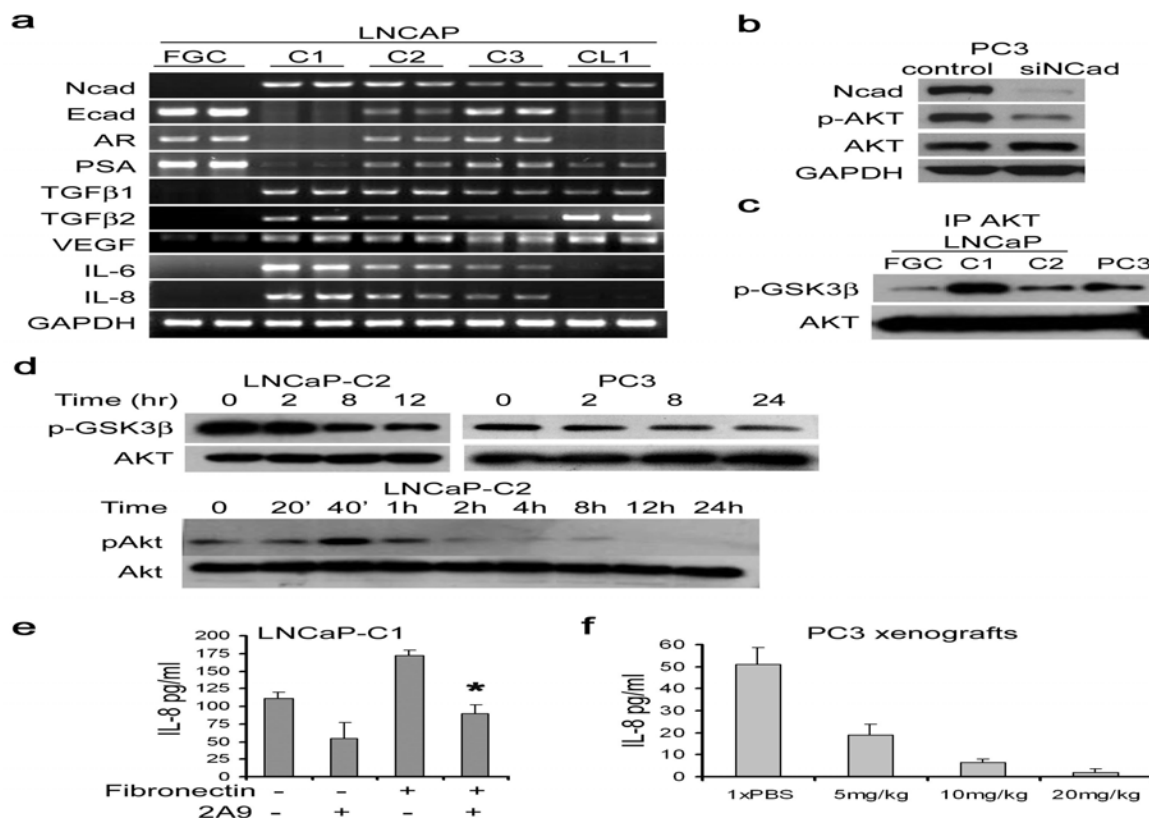 a
LNCAP
FGC C1 C2 C3 CL1
Ncad
Ecad
AR
PSA
TGFβ1
TGFβ2
VEGF
IL-6
IL-8
GAPDH
b
PC3
control siNCad
Ncad
p-AKT
AKT
GAPDH
c
IP AKT
LNCaP
FGC C1 C2 PC3
p-GSK3β
AKT
d
LNCaP-C2 PC3
Time (hr) 0 2 8 12 0 2 8 24
p-GSK3β
AKT
LNCaP-C2
Time 0 20' 40' 1h 2h 4h 8h 12h 24h
pAkt
Akt
e
LNCaP-C1
IL-8 pg/ml
200
175
150
125
100
75
50
25
0
*
Fibronectin - - + +
2A9 - + - +
f
PC3 xenografts
IL-8 pg/ml
60
50
40
30
20
10
0
1xPBS 5mg/kg 10mg/kg 20mg/kg